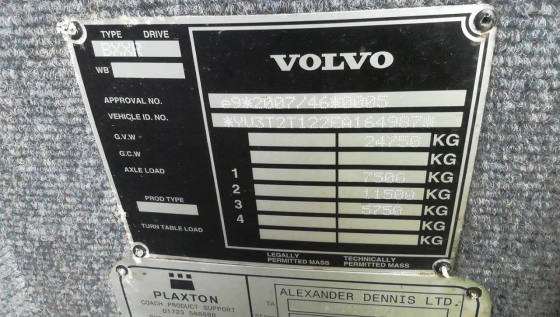 TYPE DRIVE
BXXR
WB
VOLVO
APPROVAL NO. e9*2007/46*0005
VEHICLE ID. NO. *YV3T2T122FA164987*
G.V.W 24750 KG
G.C.W KG
AXLE LOAD 1 7500 KG
2 11500 KG
PROD TYPE 3 5750 KG
4 KG
TURN TABLE LOAD KG
LEGALLY PERMITTED MASS TECHNICALLY PERMITTED MASS
PLAXTON
COACH PRODUCT SUPPORT
ALEXANDER DENNIS LTD.